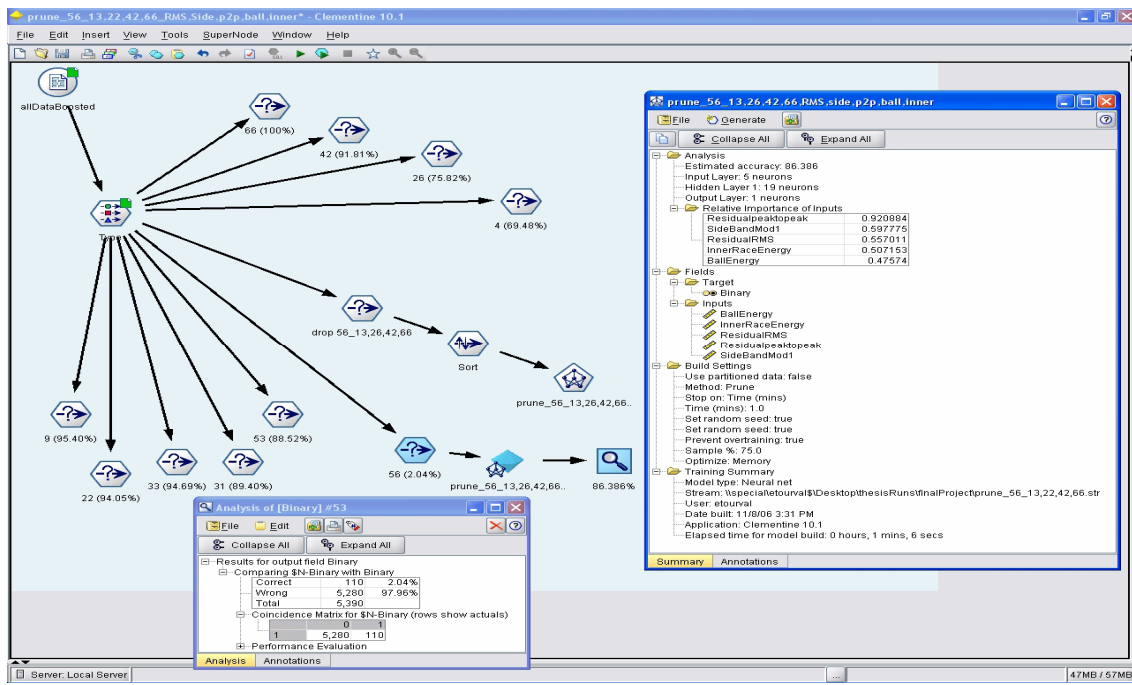 prune_56_13,22,42,66_RMS,Side,p2p,ball,inner* - Clementine 10.1
File Edit Insert View Tools SuperNode Window Help
allDataBoosted
66 (100%)
42 (91.81%)
26 (75.82%)
4 (69.48%)
Type
drop 56_13,26,42,66
Sort
prune_56_13,26,42,66..
9 (95.40%)
22 (94.05%)
33 (94.69%)
31 (89.40%)
53 (88.52%)
56 (2.04%)
prune_56_13,26,42,66..
86.386%
prune_56_13,26,42,66,RMS,side,p2p,ball,inner
File Generate
Collapse All Expand All
Analysis
Estimated accuracy: 86.386
Input Layer: 5 neurons
Hidden Layer 1: 19 neurons
Output Layer: 1 neurons
Relative Importance of Inputs
Residualpeaktopeak 0.920884
SideBandMod1 0.597775
ResidualRMS 0.557011
InnerRaceEnergy 0.507153
BallEnergy 0.47574
Fields
Target
Binary
Inputs
BallEnergy
InnerRaceEnergy
ResidualRMS
Residualpeaktopeak
SideBandMod1
Build Settings
Use partitioned data: false
Method: Prune
Stop on: Time (mins)
Time (mins): 1.0
Set random seed: true
Set random seed: true
Prevent overtraining: true
Sample %: 75.0
Optimize: Memory
Training Summary
Model type: Neural net
Stream: \\special\etourval$\Desktop\thesisRuns\finalProject\prune_56_13,22,42,66.str
User: etourval
Date built: 11/8/06 3:31 PM
Application: Clementine 10.1
Elapsed time for model build: 0 hours, 1 mins, 6 secs
Summary Annotations
Analysis of [Binary] #53
File Edit
Collapse All Expand All
Results for output field Binary
Comparing $N-Binary with Binary
Correct 110 2.04%
Wrong 5,280 97.96%
Total 5,390
Coincidence Matrix for $N-Binary (rows show actuals)
0 1
1 5,280 110
Performance Evaluation
Analysis Annotations
Server: Local Server
...
47MB / 57MB